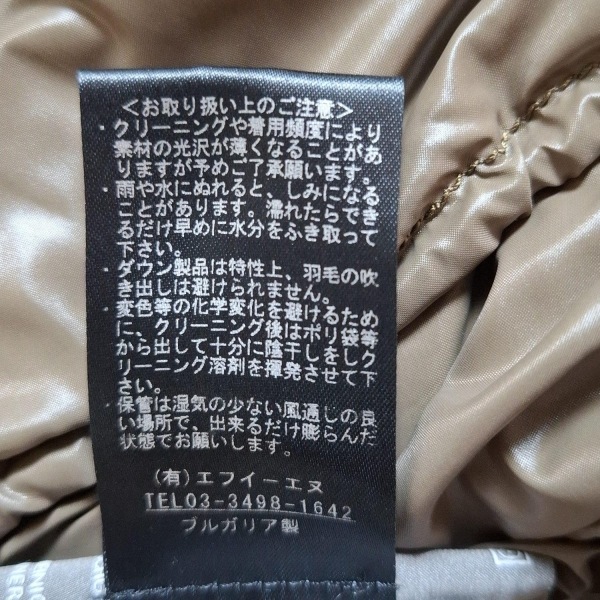 ＜お取り扱い上のご注意＞
・クリーニングや着用頻度により
素材の光沢が薄くなることがあ
りますが予めご了承願います。
・雨や水にぬれると、しみになる
ことがあります。濡れたらでき
るだけ早めに水分をふき取って
下さい。
・ダウン製品は特性上、羽毛の吹
き出しは避けられません。
・変色等の化学変化を避けるため
に、クリーニング後はポリ袋等
から出して十分に陰干しをしク
リーニング溶剤を揮発させて下
さい。
・保管は湿気の少ない風通しの良
い場所で、出来るだけ膨らんだ
状態でお願いします。
(有)エフイーエヌ
TEL03-3498-1642
ブルガリア製